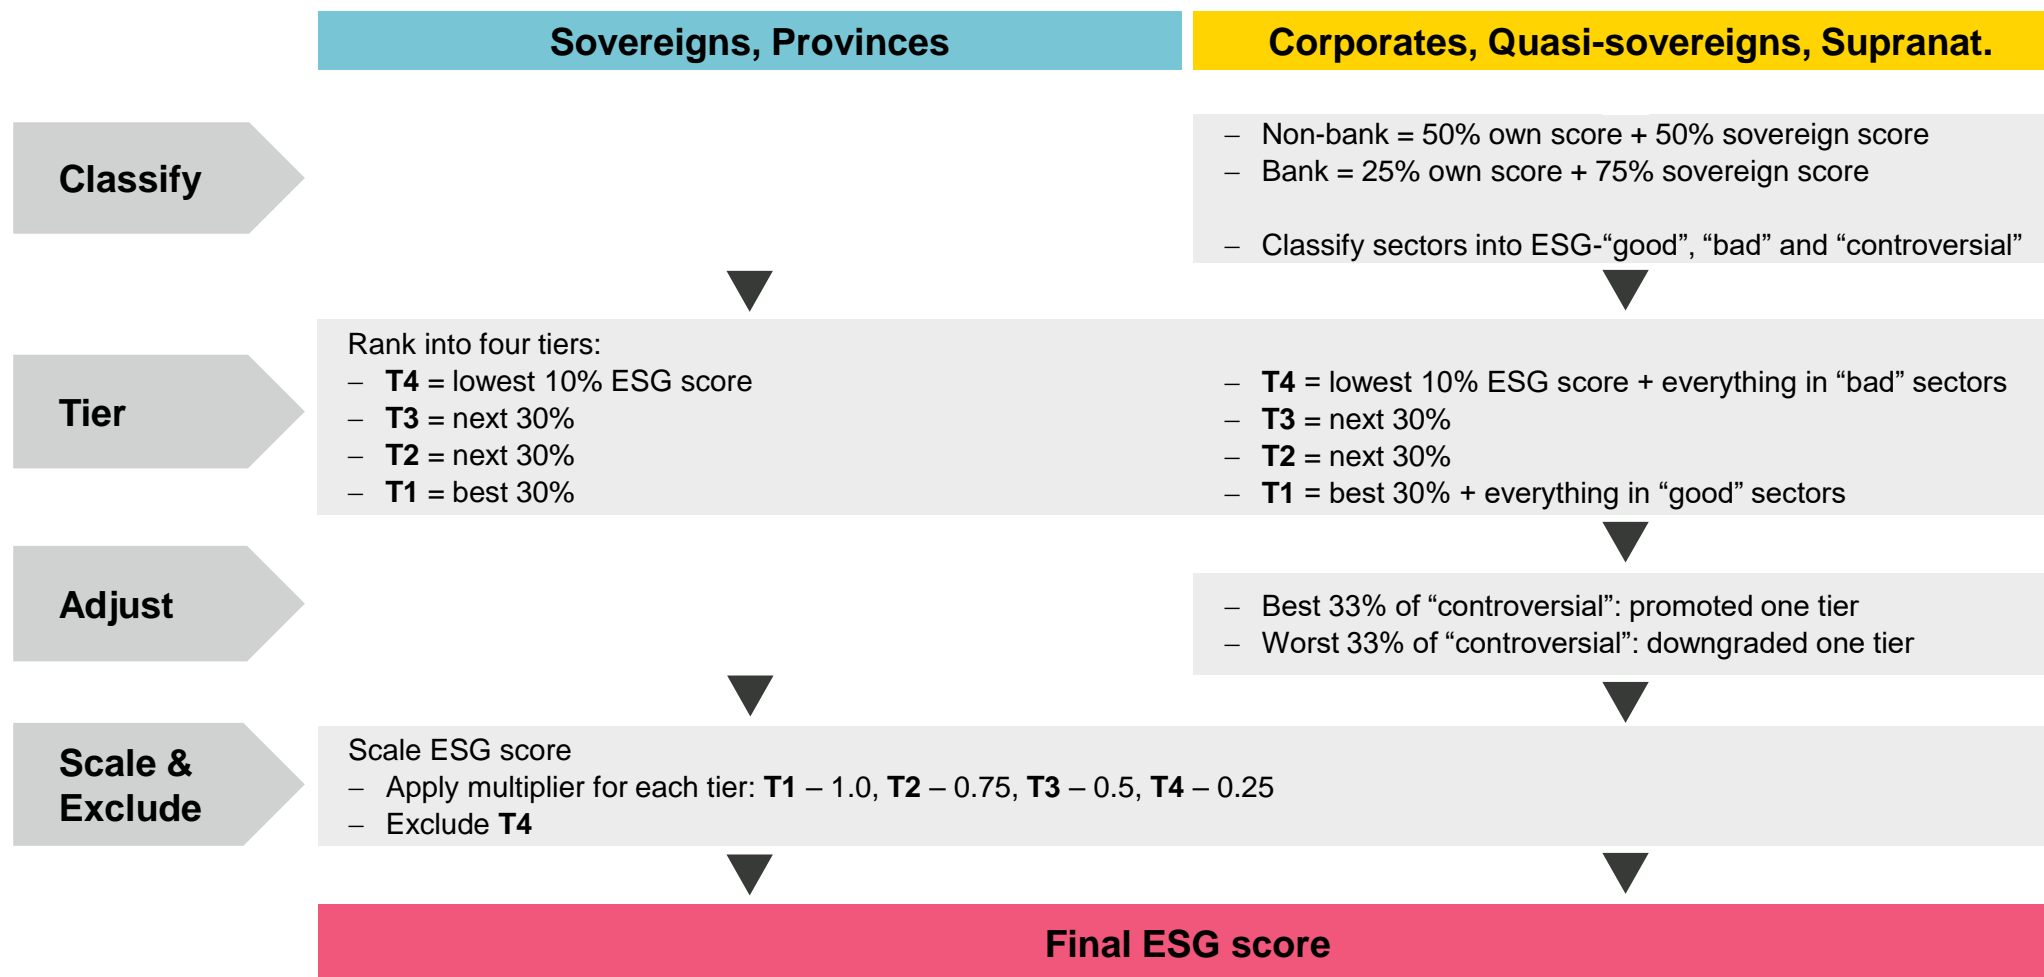 Sovereigns, Provinces
Corporates, Quasi-sovereigns, Supranat.
Classify
– Non-bank = 50% own score + 50% sovereign score
– Bank = 25% own score + 75% sovereign score
– Classify sectors into ESG-“good”, “bad” and “controversial”
Tier
Rank into four tiers:
– T4 = lowest 10% ESG score
– T3 = next 30%
– T2 = next 30%
– T1 = best 30%
– T4 = lowest 10% ESG score + everything in “bad” sectors
– T3 = next 30%
– T2 = next 30%
– T1 = best 30% + everything in “good” sectors
Adjust
– Best 33% of “controversial”: promoted one tier
– Worst 33% of “controversial”: downgraded one tier
Scale &
Exclude
Scale ESG score
– Apply multiplier for each tier: T1 – 1.0, T2 – 0.75, T3 – 0.5, T4 – 0.25
– Exclude T4
Final ESG score